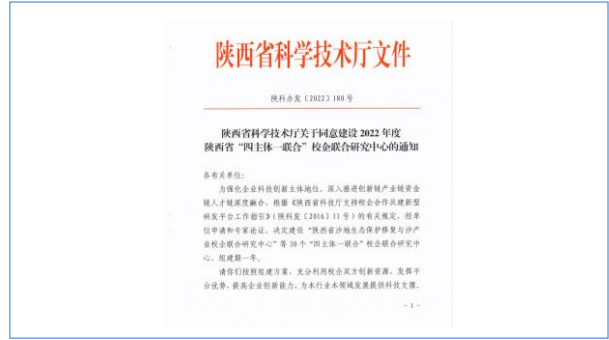 陕西省科学技术厅文件
陕科办发〔2022〕180号
陕西省科学技术厅关于同意建设 2022 年度
陕西省“四主体一联合”校企联合研究中心的通知
各有关单位：
为强化企业科技创新主体地位，深入推进创新链产业链资金
链人才链深度融合，根据《陕西省科技厅支持校企合作共建新型
研发平台工作指引》（陕科发〔2016〕11号）的有关规定，经单
位申请和专家论证，决定建设“陕西省沙地生态保护修复与沙产
业校企联合研究中心”等 30 个“四主体一联合”校企联合研究中
心，组建期一年。
请你们按照组建方案，充分利用校企双方创新资源，发挥平
台优势，提高企业创新能力，为本行业本领域发展提供科技支撑。
- 1 -